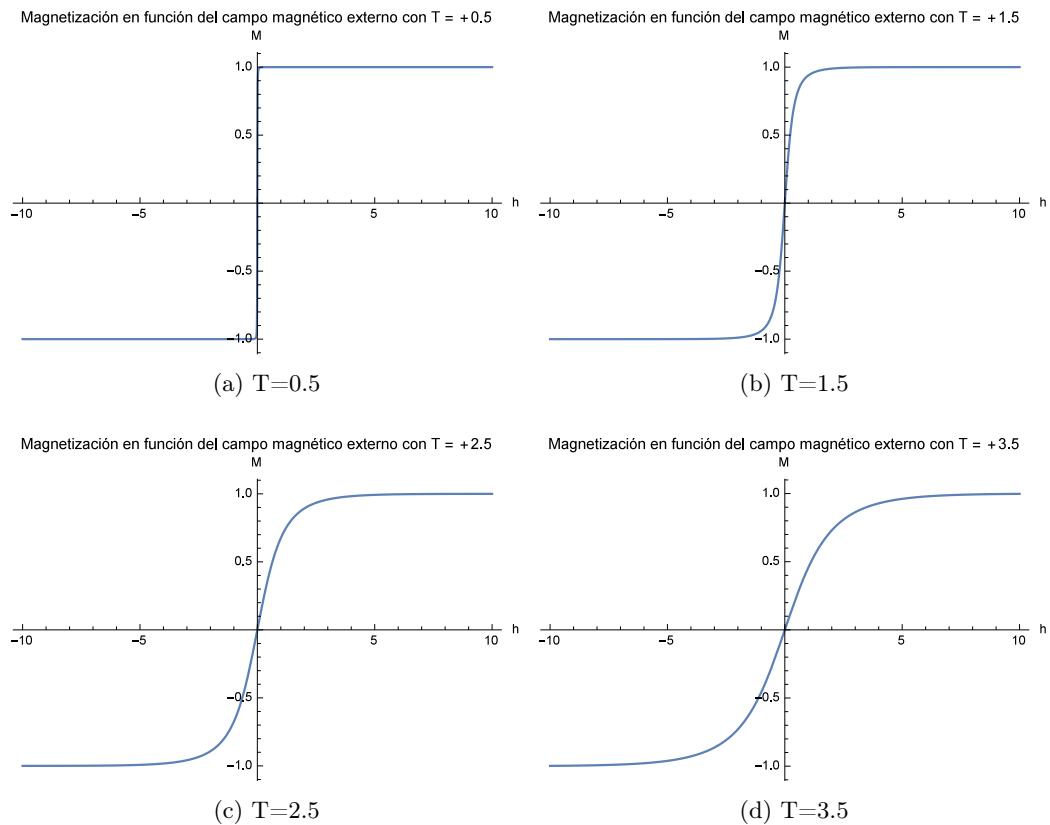 Magnetización en función del campo magnético externo con T = +0.5
M
1.0
0.5
-10
-5
5
10
h
-0.5
-1.0
(a) T=0.5
Magnetización en función del campo magnético externo con T = +1.5
M
1.0
0.5
-10
-5
5
10
h
-0.5
-1.0
(b) T=1.5
Magnetización en función del campo magnético externo con T = +2.5
M
1.0
0.5
-10
-5
5
10
h
-0.5
-1.0
(c) T=2.5
Magnetización en función del campo magnético externo con T = +3.5
M
1.0
0.5
-10
-5
5
10
h
-0.5
-1.0
(d) T=3.5